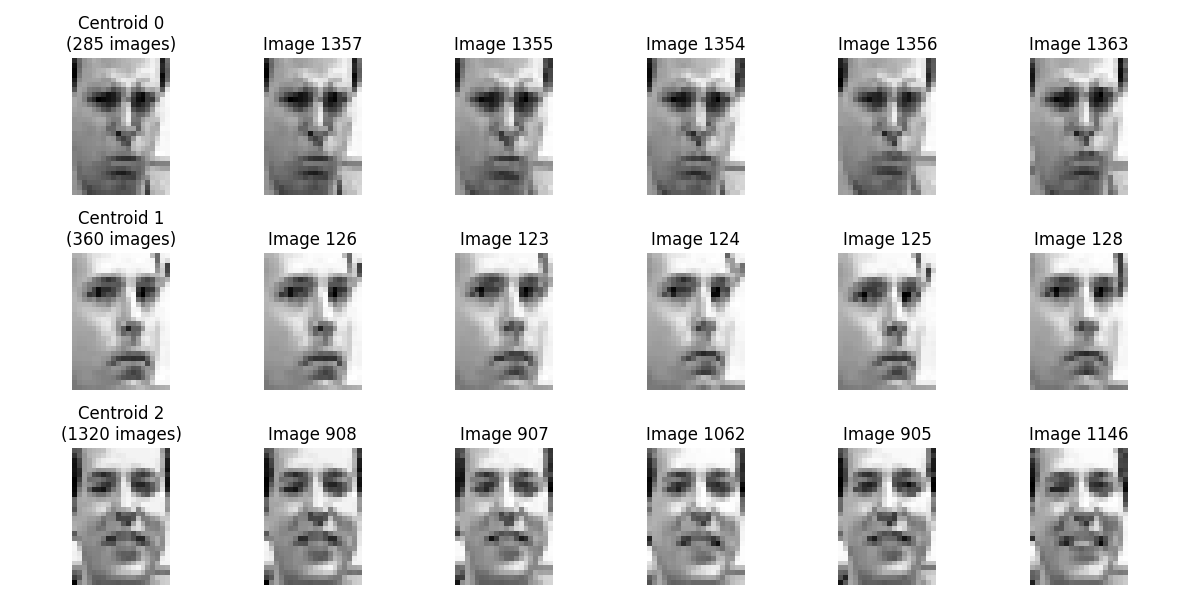 Centroid 0
(285 images)
Image 1357
Image 1355
Image 1354
Image 1356
Image 1363
Centroid 1
(360 images)
Image 126
Image 123
Image 124
Image 125
Image 128
Centroid 2
(1320 images)
Image 908
Image 907
Image 1062
Image 905
Image 1146